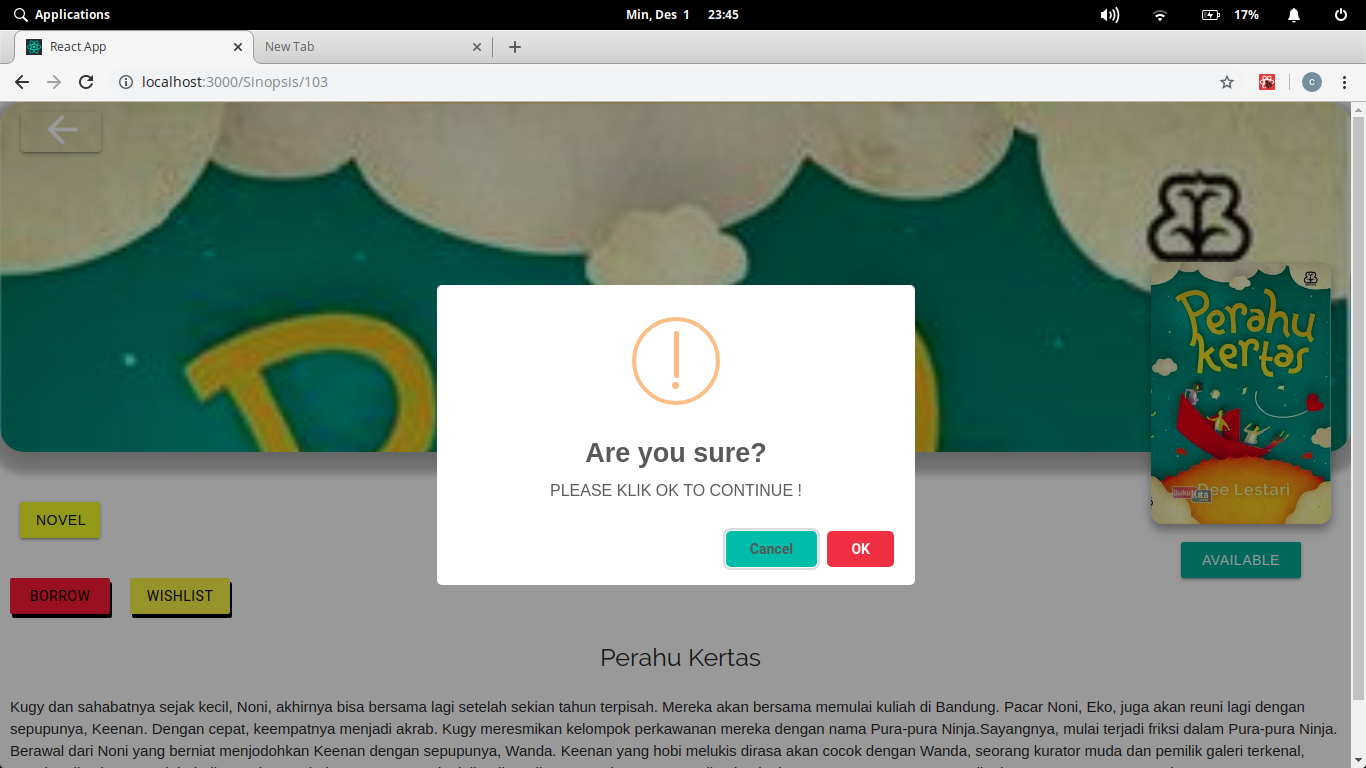 Applications
Min, Des 1 23:45
17%
React App
New Tab
localhost:3000/Sinopsis/103
C
Perahu
kertas
Dee Lestari
BukuKita
Are you sure?
PLEASE KLIK OK TO CONTINUE !
Cancel
OK
NOVEL
AVAILABLE
BORROW
WISHLIST
Perahu Kertas
Kugy dan sahabatnya sejak kecil, Noni, akhirnya bisa bersama lagi setelah sekian tahun terpisah. Mereka akan bersama memulai kuliah di Bandung. Pacar Noni, Eko, juga akan reuni lagi dengan
sepupunya, Keenan. Dengan cepat, keempatnya menjadi akrab. Kugy meresmikan kelompok perkawanan mereka dengan nama Pura-pura Ninja.Sayangnya, mulai terjadi friksi dalam Pura-pura Ninja.
Berawal dari Noni yang berniat menjodohkan Keenan dengan sepupunya, Wanda. Keenan yang hobi melukis dirasa akan cocok dengan Wanda, seorang kurator muda dan pemilik galeri terkenal,